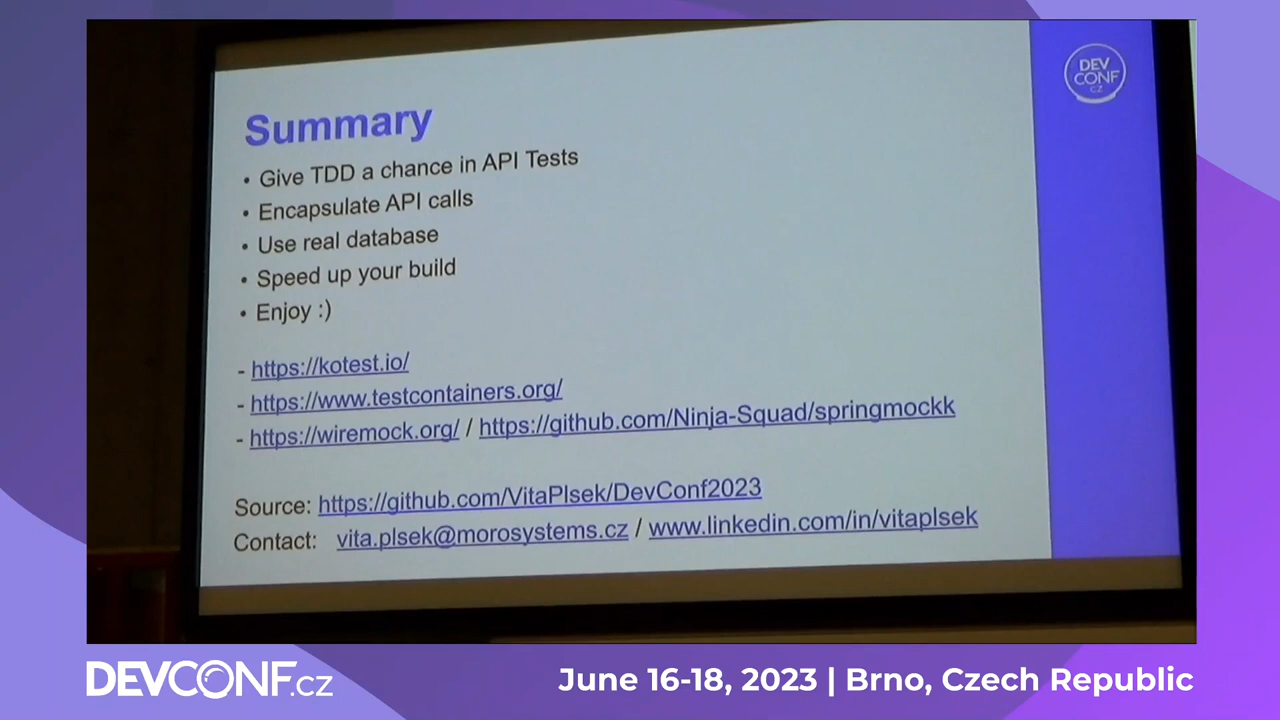 DEV
CONF
CZ
Summary
• Give TDD a chance in API Tests
• Encapsulate API calls
• Use real database
• Speed up your build
• Enjoy :)
- https://kotest.io/
- https://www.testcontainers.org/
- https://wiremock.org/ / https://github.com/Ninja-Squad/springmockk
Source: https://github.com/VitaPlsek/DevConf2023
Contact: vita.plsek@morosystems.cz / www.linkedin.com/in/vitaplsek
DEVCONF.CZ
June 16-18, 2023 | Brno, Czech Republic